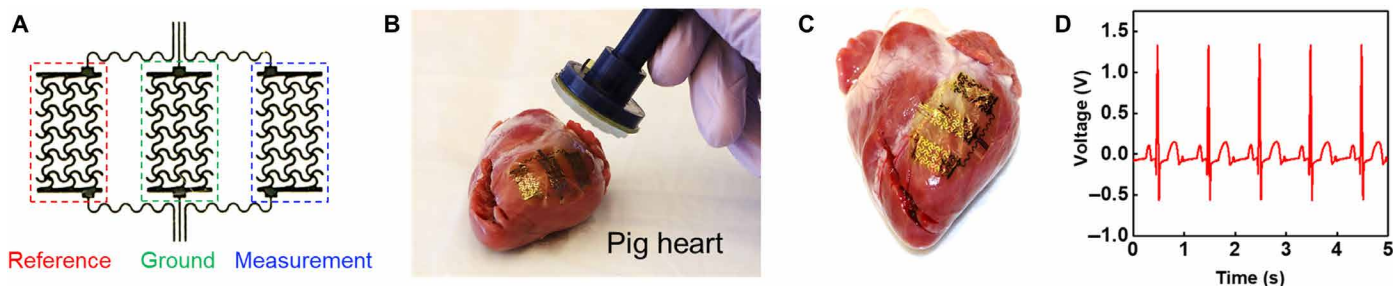 A
Reference Ground Measurement
B
Pig heart
C
D
Voltage (V)
1.5
1.0
0.5
0.0
–0.5
–1.0
0 1 2 3 4 5
Time (s)